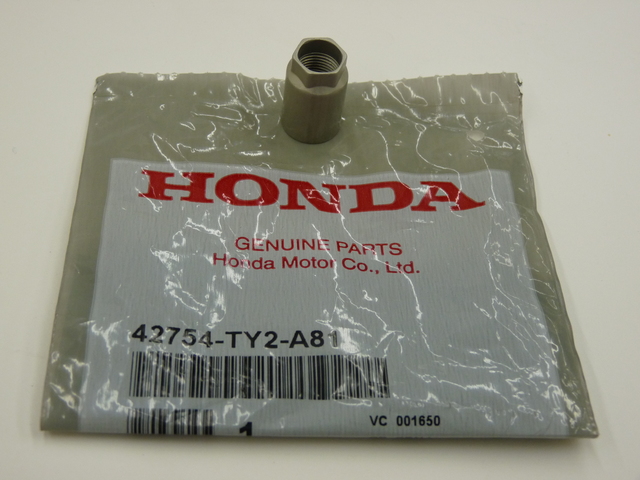 HONDA
GENUINE PARTS
Honda Motor Co., Ltd.
42754-TY2-A81
1
VC 001650